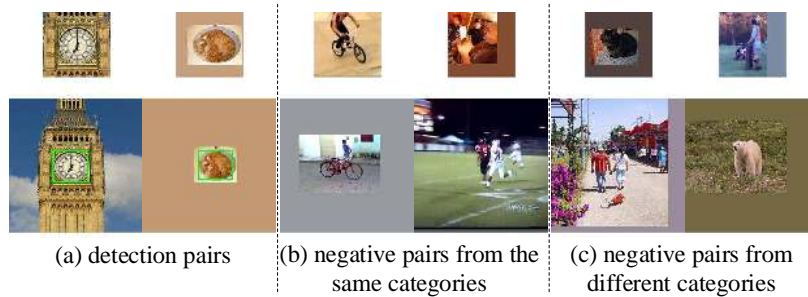 (a) detection pairs
(b) negative pairs from the
same categories
(c) negative pairs from
different categories